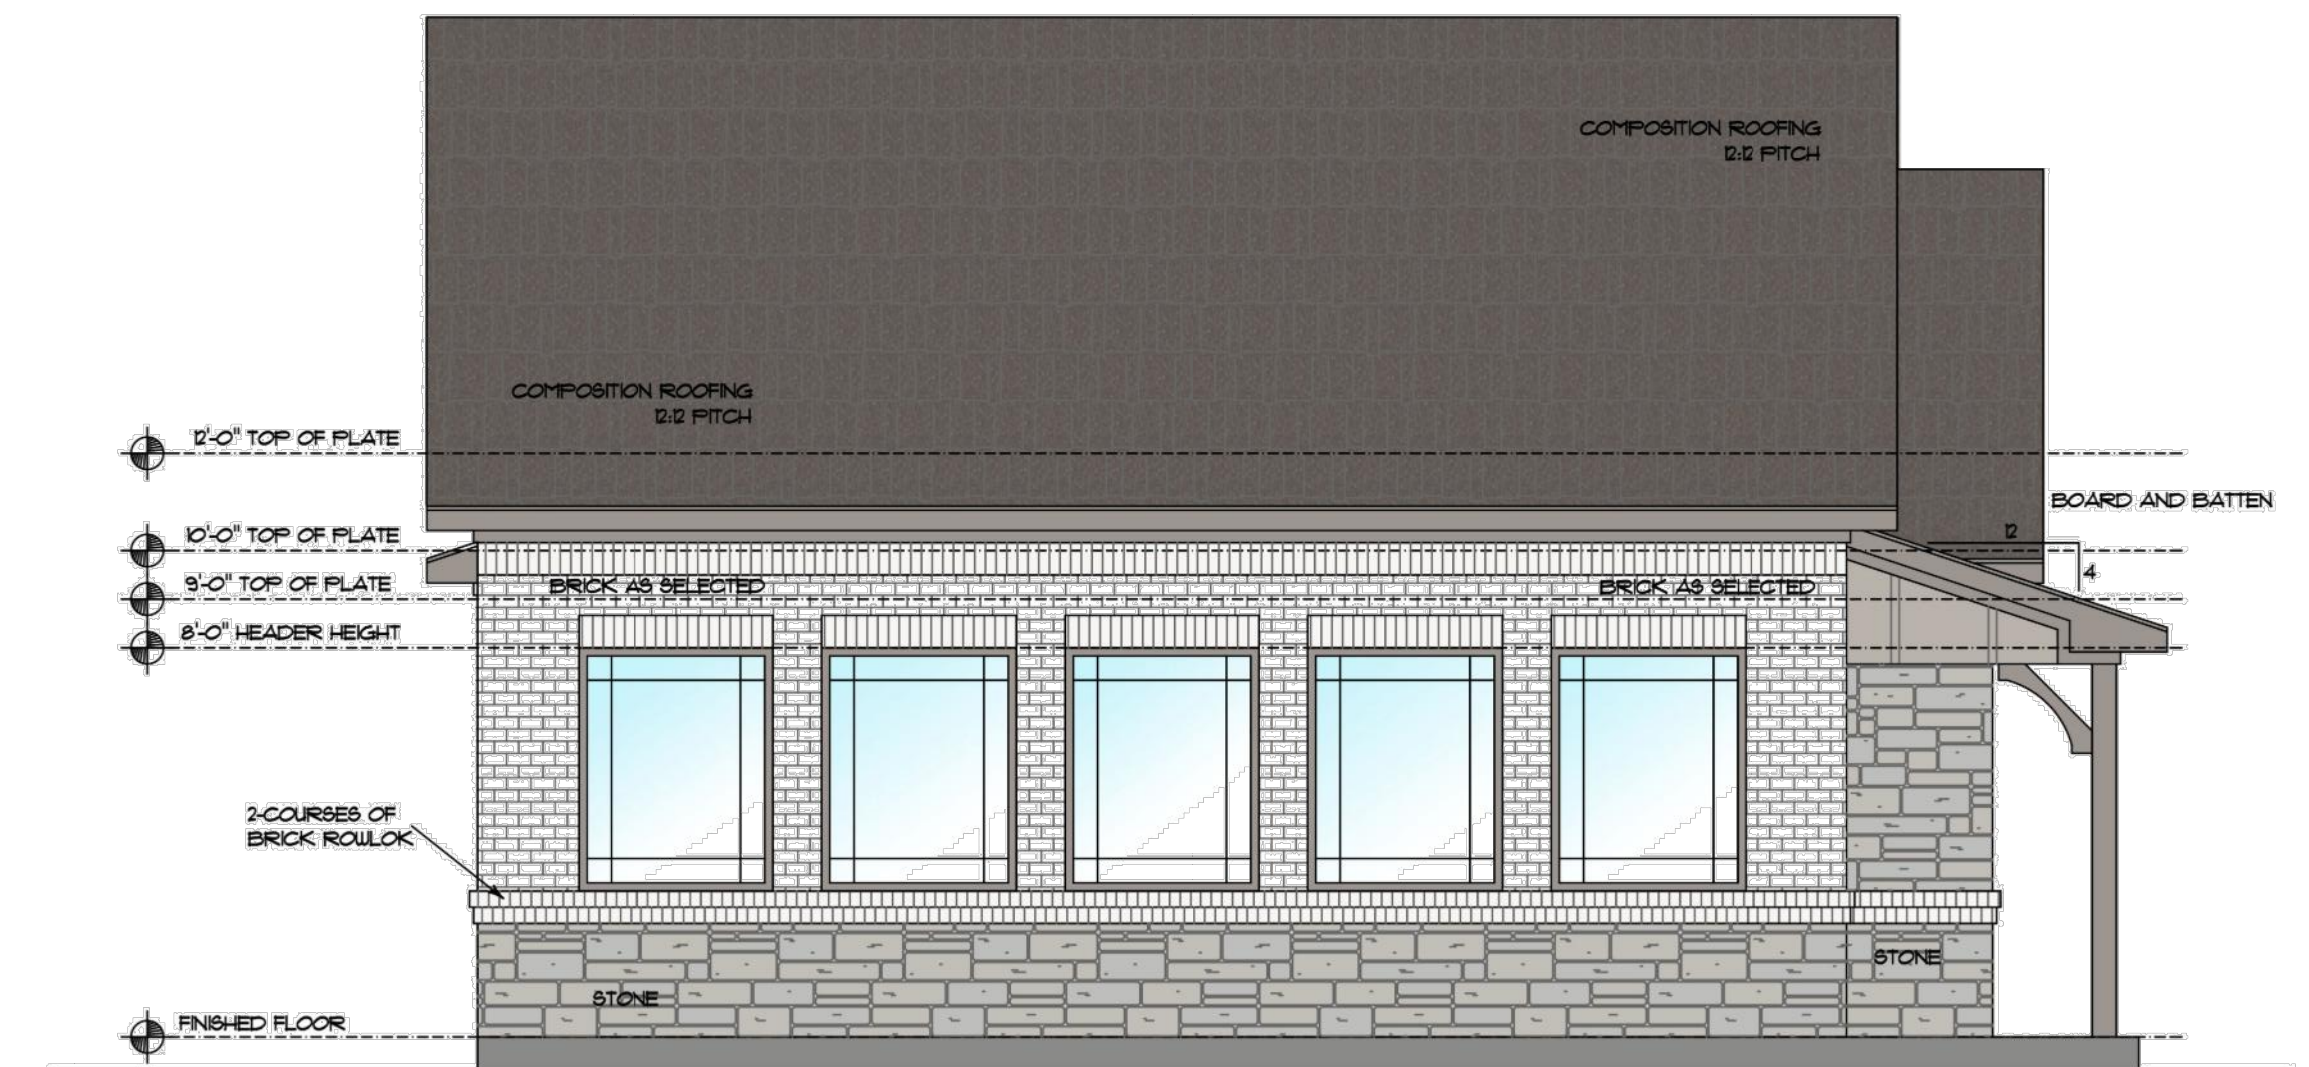 COMPOSITION ROOFING
12:12 PITCH
COMPOSITION ROOFING
12:12 PITCH
12'-0" TOP OF PLATE
BOARD AND BATTEN
10'-0" TOP OF PLATE
12
4
9'-0" TOP OF PLATE
BRICK AS SELECTED
BRICK AS SELECTED
8'-0" HEADER HEIGHT
2-COURSES OF
BRICK ROWLOK
STONE
STONE
FINISHED FLOOR